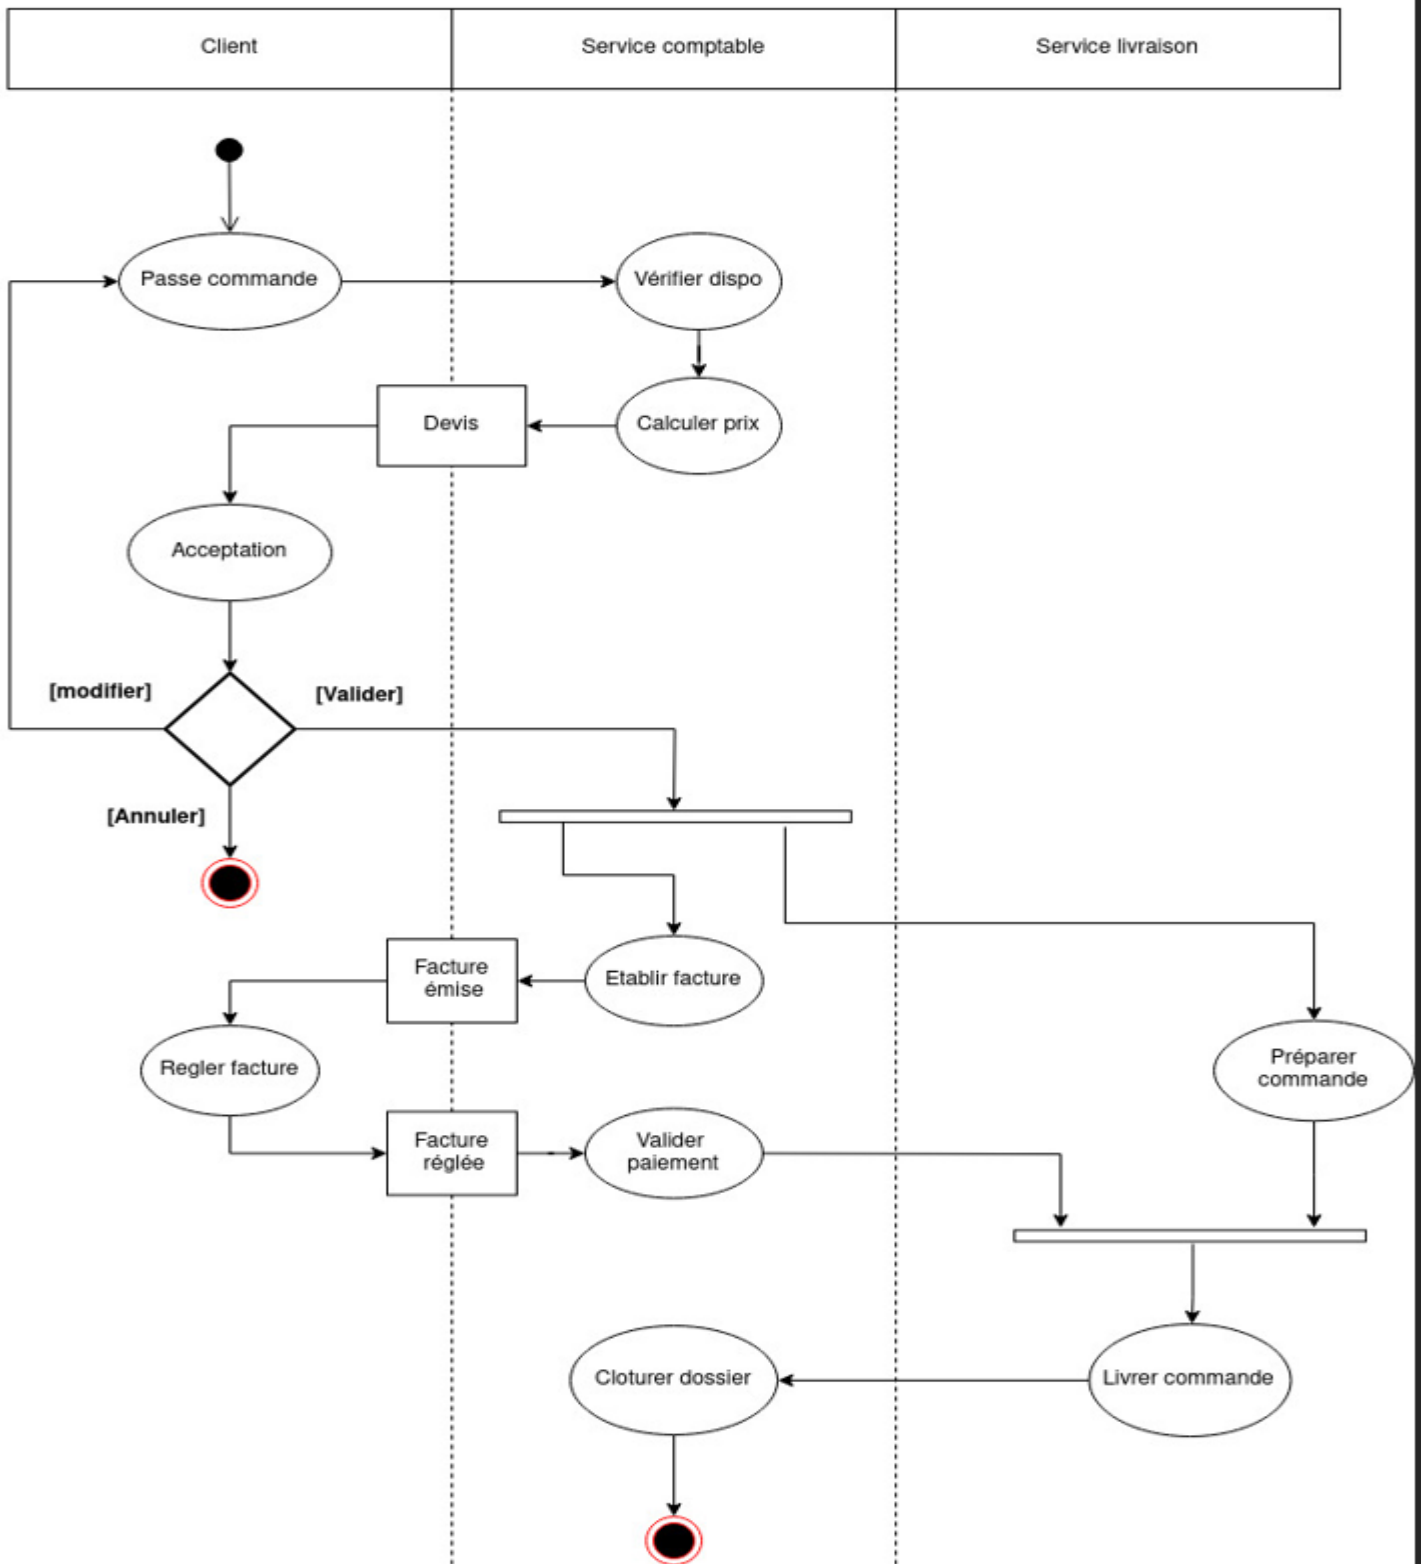 Client
Service comptable
Service livraison
Passe commande
Vérifier dispo
Devis
Calculer prix
Acceptation
[modifier]
[Valider]
[Annuler]
Facture
émise
Etablir facture
Regler facture
Préparer
commande
Facture
réglée
Valider
paiement
Cloturer dossier
Livrer commande